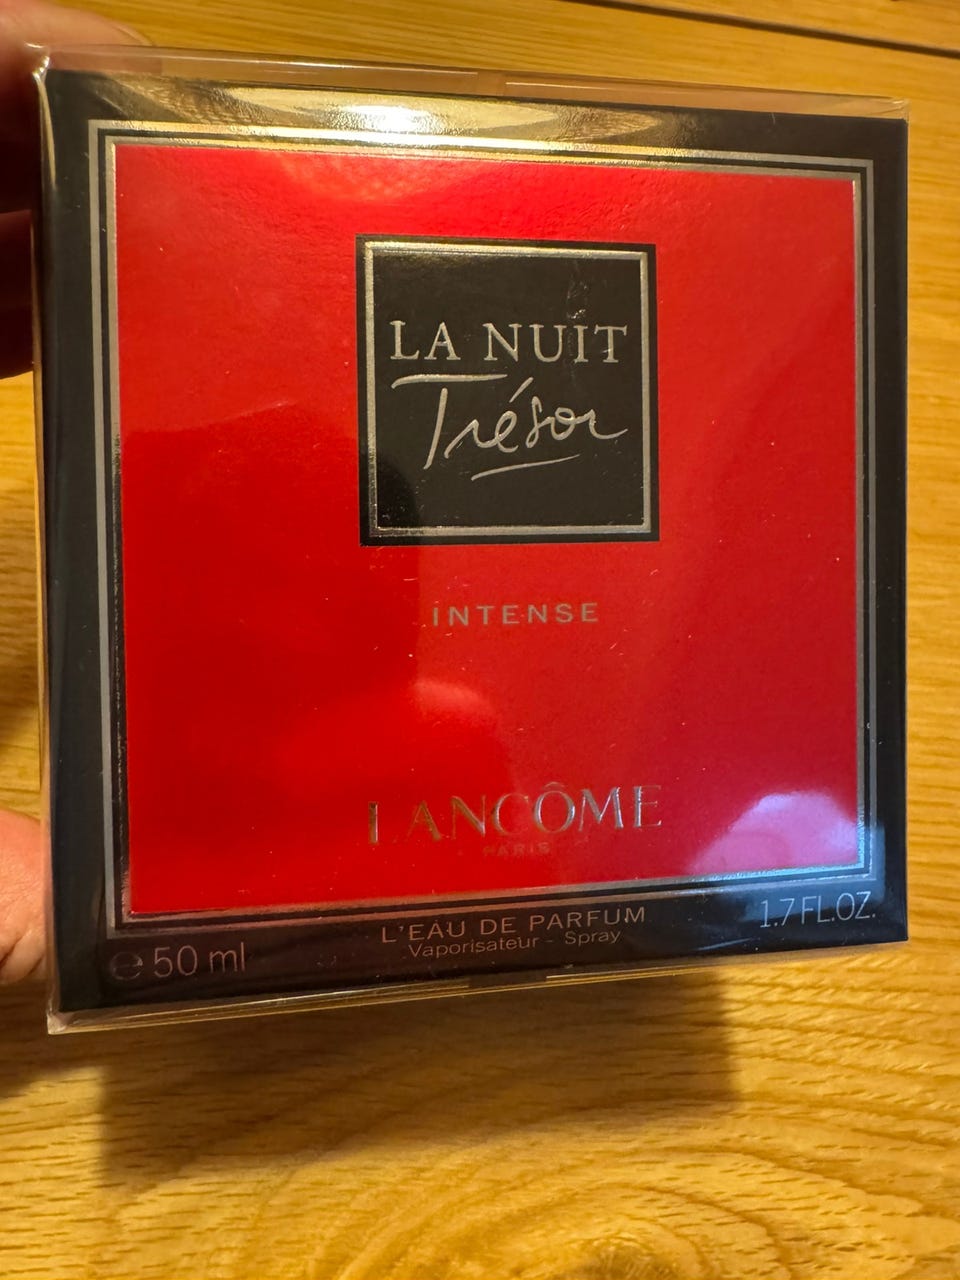 LA NUIT
Trésor
INTENSE
LANCÔME
PARIS
L'EAU DE PARFUM
Vaporisateur - Spray
1.7 FL.OZ.
℮ 50 ml